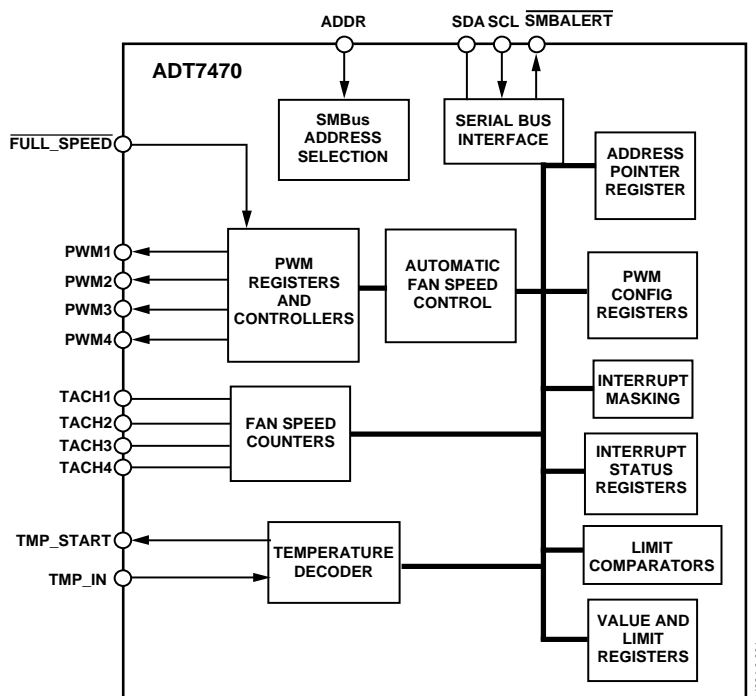 ADDR
SDA SCL SMBALERT
ADT7470
SMBus
ADDRESS
SELECTION
SERIAL BUS
INTERFACE
FULL_SPEED
ADDRESS
POINTER
REGISTER
PWM1
PWM2
PWM3
PWM4
PWM
REGISTERS
AND
CONTROLLERS
AUTOMATIC
FAN SPEED
CONTROL
PWM
CONFIG
REGISTERS
TACH1
TACH2
TACH3
TACH4
FAN SPEED
COUNTERS
INTERRUPT
MASKING
INTERRUPT
STATUS
REGISTERS
TMP_START
TMP_IN
TEMPERATURE
DECODER
LIMIT
COMPARATORS
VALUE AND
LIMIT
REGISTERS